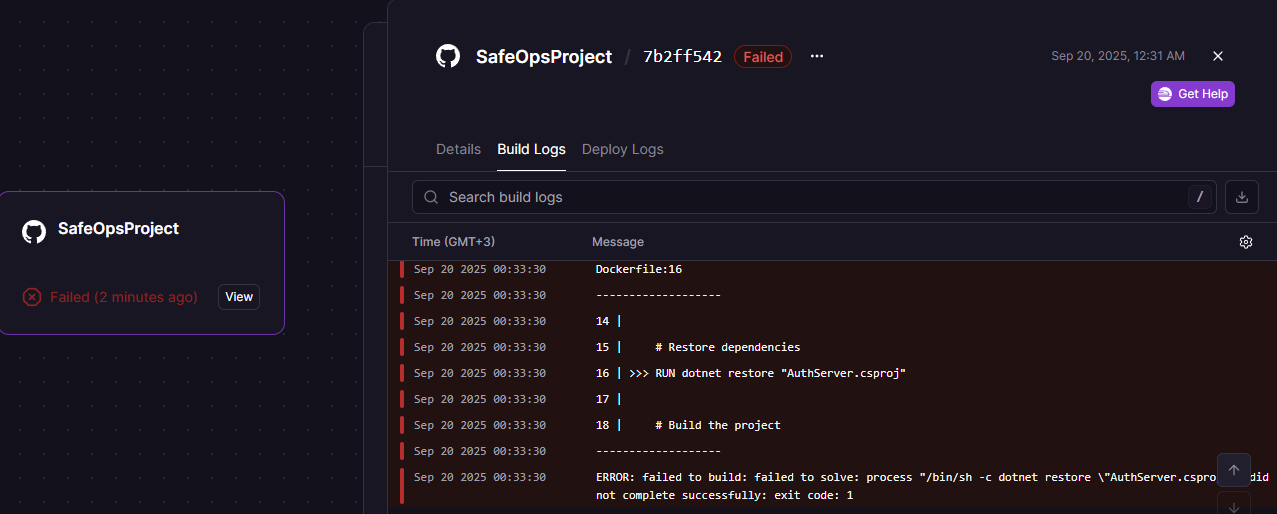 SafeOpsProject / 7b2ff542 Failed ...
Sep 20, 2025, 12:31 AM
Get Help
Details Build Logs Deploy Logs
Search build logs /
SafeOpsProject
Failed (2 minutes ago) View
Time (GMT+3) Message
Sep 20 2025 00:33:30 Dockerfile:16
Sep 20 2025 00:33:30 -------------------
Sep 20 2025 00:33:30 14 |
Sep 20 2025 00:33:30 15 | # Restore dependencies
Sep 20 2025 00:33:30 16 | >>> RUN dotnet restore "AuthServer.csproj"
Sep 20 2025 00:33:30 17 |
Sep 20 2025 00:33:30 18 | # Build the project
Sep 20 2025 00:33:30 -------------------
Sep 20 2025 00:33:30 ERROR: failed to build: failed to solve: process "/bin/sh -c dotnet restore \"AuthServer.cspro did
not complete successfully: exit code: 1